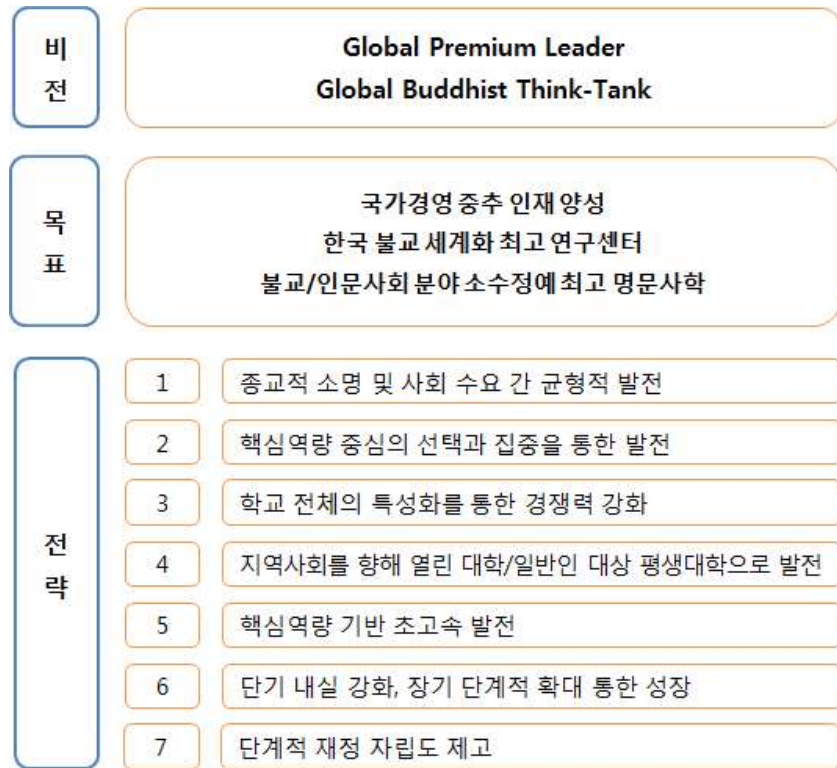 비전
Global Premium Leader
Global Buddhist Think-Tank
목표
국가경영 중추 인재 양성
한국 불교 세계화 최고 연구센터
불교/인문사회 분야 소수정예 최고 명문사학
전략
1 종교적 소명 및 사회 수요 간 균형적 발전
2 핵심역량 중심의 선택과 집중을 통한 발전
3 학교 전체의 특성화를 통한 경쟁력 강화
4 지역사회를 향해 열린 대학/일반인 대상 평생대학으로 발전
5 핵심역량 기반 초고속 발전
6 단기 내실 강화, 장기 단계적 확대 통한 성장
7 단계적 재정 자립도 제고